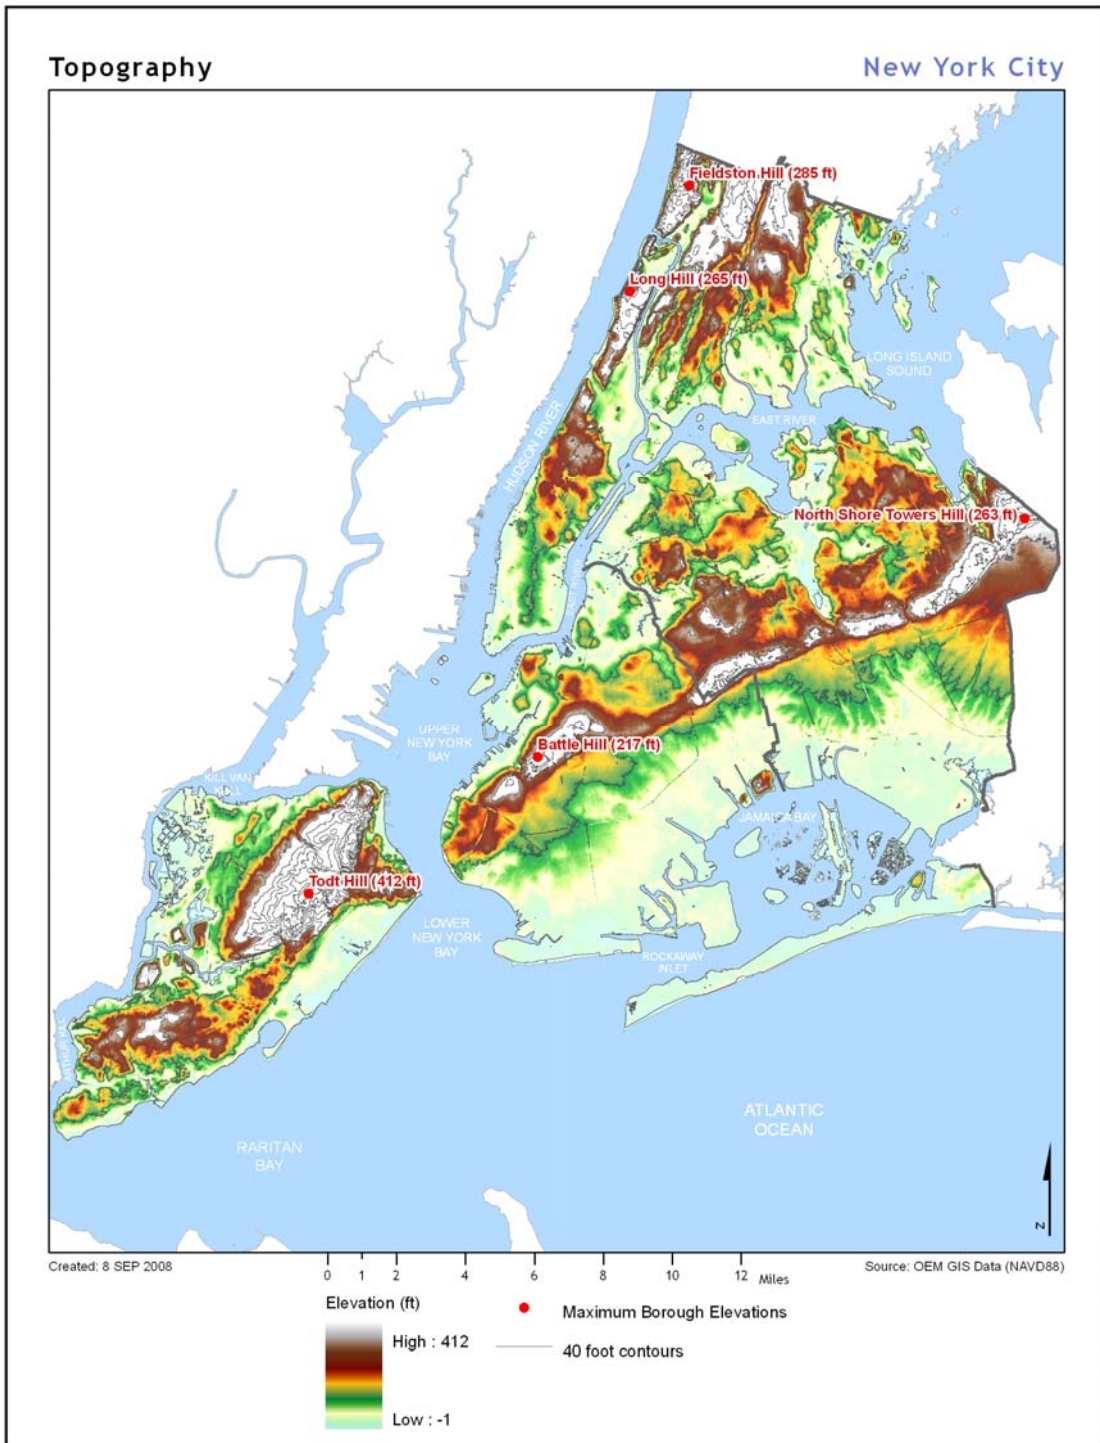 Topography
New York City
Fieldston Hill (285 ft)
Long Hill (265 ft)
LONG ISLAND
SOUND
HUDSON RIVER
EAST RIVER
North Shore Towers Hill (263 ft)
UPPER
NEW YORK
BAY
Battle Hill (217 ft)
KILL VAN
KULL
JAMAICA BAY
Todt Hill (412 ft)
LOWER
NEW YORK
BAY
ROCKAWAY
INLET
ARTHUR KILL
ATLANTIC
OCEAN
RARITAN
BAY
N
Created: 8 SEP 2008
Source: OEM GIS Data (NAVD88)
0 1 2 4 6 8 10 12 Miles
Elevation (ft)
Maximum Borough Elevations
High : 412
40 foot contours
Low : -1